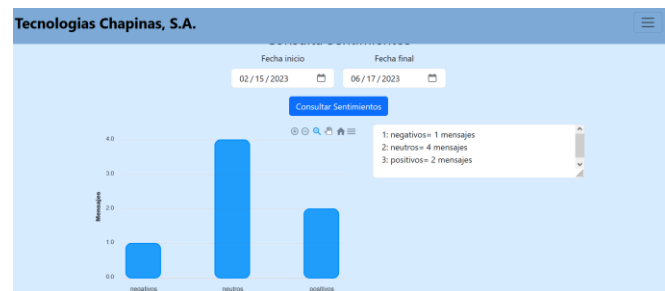 Tecnologias Chapinas, S.A.
Consulta Sentimientos
Fecha inicio
Fecha final
02/15/2023
06/17/2023
Consultar Sentimientos
1: negativos= 1 mensajes
2: neutros= 4 mensajes
3: positivos= 2 mensajes
4.0
3.0
2.0
1.0
0.0
Mensajes
negativos
neutros
positivos